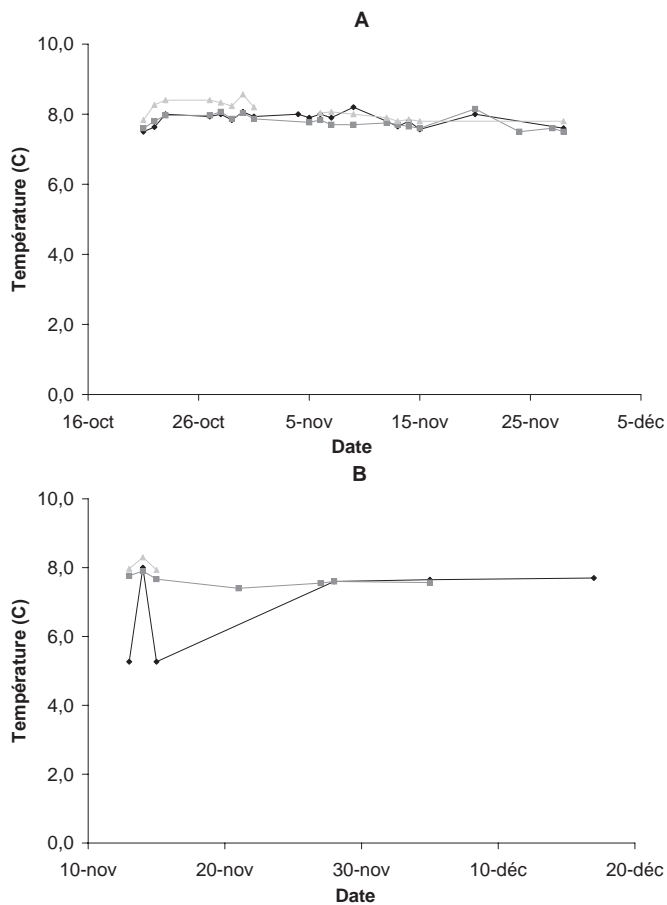 A
Température (C)
10,0
8,0
6,0
4,0
2,0
0,0
16-oct 26-oct 5-nov 15-nov 25-nov 5-déc
Date
B
Température (C)
10,0
8,0
6,0
4,0
2,0
0,0
10-nov 20-nov 30-nov 10-déc 20-déc
Date